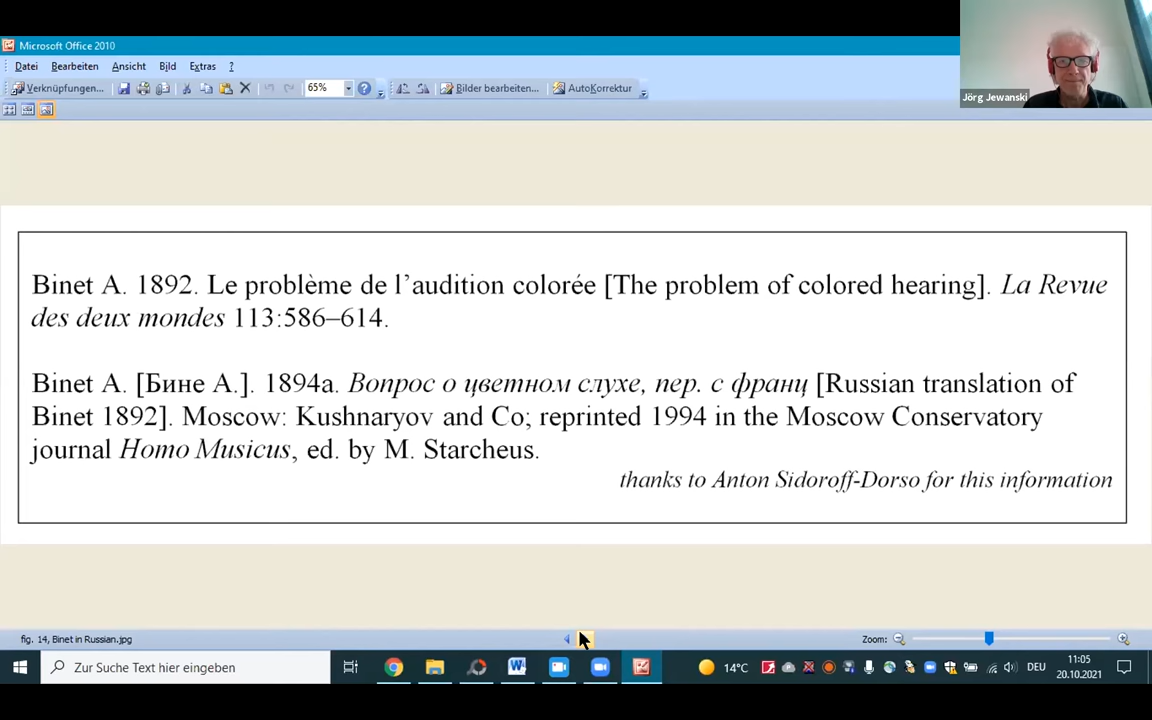 Microsoft Office 2010
Datei Bearbeiten Ansicht Bild Extras ?
Verknüpfungen... 65% Bilder bearbeiten... AutoKorrektur
Jörg Jewanski
Binet A. 1892. Le problème de l’audition colorée [The problem of colored hearing]. La Revue
des deux mondes 113:586–614.
Binet A. [Бине А.]. 1894a. Вопрос о цветном слухе, пер. с франц [Russian translation of
Binet 1892]. Moscow: Kushnaryov and Co; reprinted 1994 in the Moscow Conservatory
journal Homo Musicus, ed. by M. Starcheus.
thanks to Anton Sidoroff-Dorso for this information
fig. 14, Binet in Russian.jpg Zoom:
Zur Suche Text hier eingeben 14°C DEU 11:05
20.10.2021